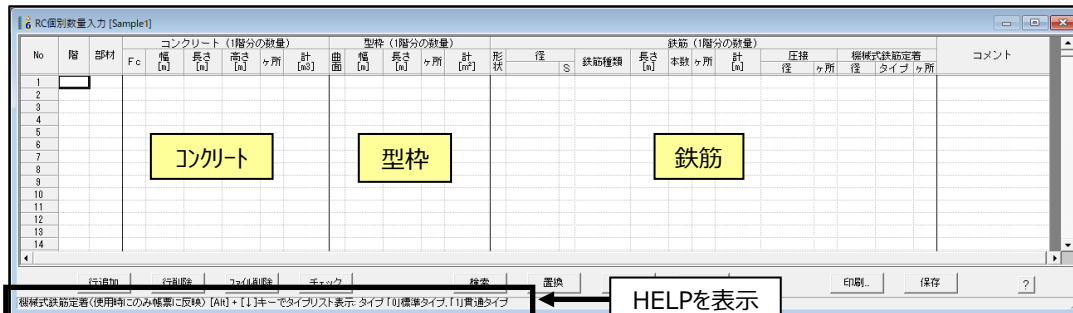 RC個別数量入力 [Sample1]
No 階 部材 コンクリート (1階分の数量) 型枠 (1階分の数量) 鉄筋 (1階分の数量) コメント
Fc 幅[m] 長さ[m] 高さ[m] ヶ所 計[m3] 曲面 幅[m] 長さ[m] ヶ所 計[m²] 形状 径 S 鉄筋種類 長さ[m] 本数 ヶ所 計[m] 圧接 径 ヶ所 機械式鉄筋定着 径 タイプ ヶ所
1
2
3
4
5
6
7
8
9
10
11
12
13
14
コンクリート 型枠 鉄筋
行追加 行削除 ファイル削除 チェック 検索 置換 印刷... 保存 ?
機械式鉄筋定着(使用時にのみ帳票に反映) [Alt] + [↓]キーでタイプリスト表示: タイプ「0」標準タイプ,「1」貫通タイプ
HELPを表示